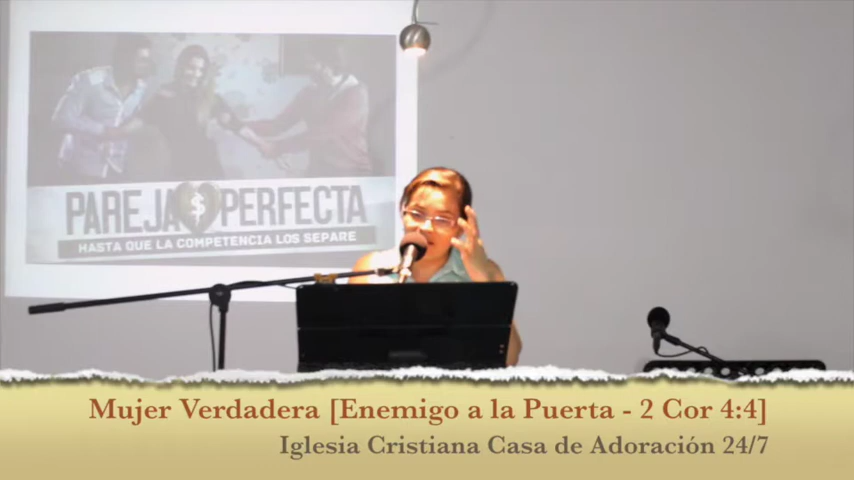 PAREJA $ PERFECTA
HASTA QUE LA COMPETENCIA LOS SEPARE
Mujer Verdadera [Enemigo a la Puerta - 2 Cor 4:4]
Iglesia Cristiana Casa de Adoración 24/7